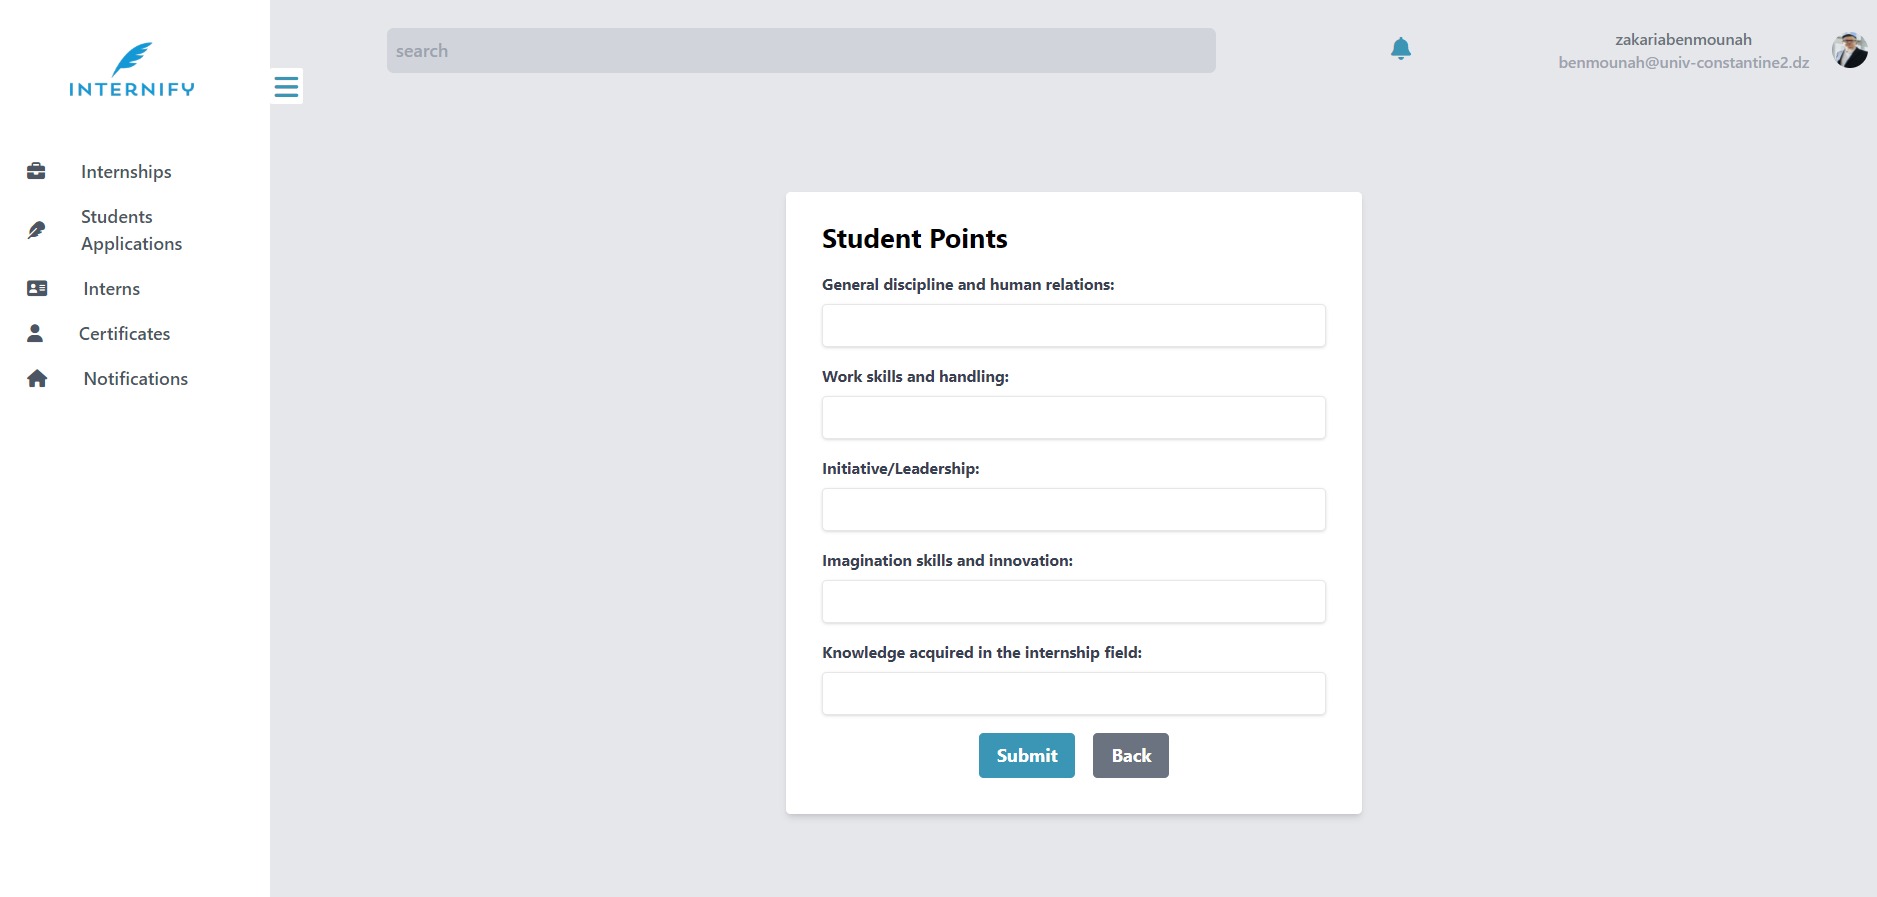 INTERNIFY
Internships
Students
Applications
Interns
Certificates
Notifications
search
zakariabenmounah
benmounah@univ-constantine2.dz
Student Points
General discipline and human relations:
Work skills and handling:
Initiative/Leadership:
Imagination skills and innovation:
Knowledge acquired in the internship field:
Submit
Back